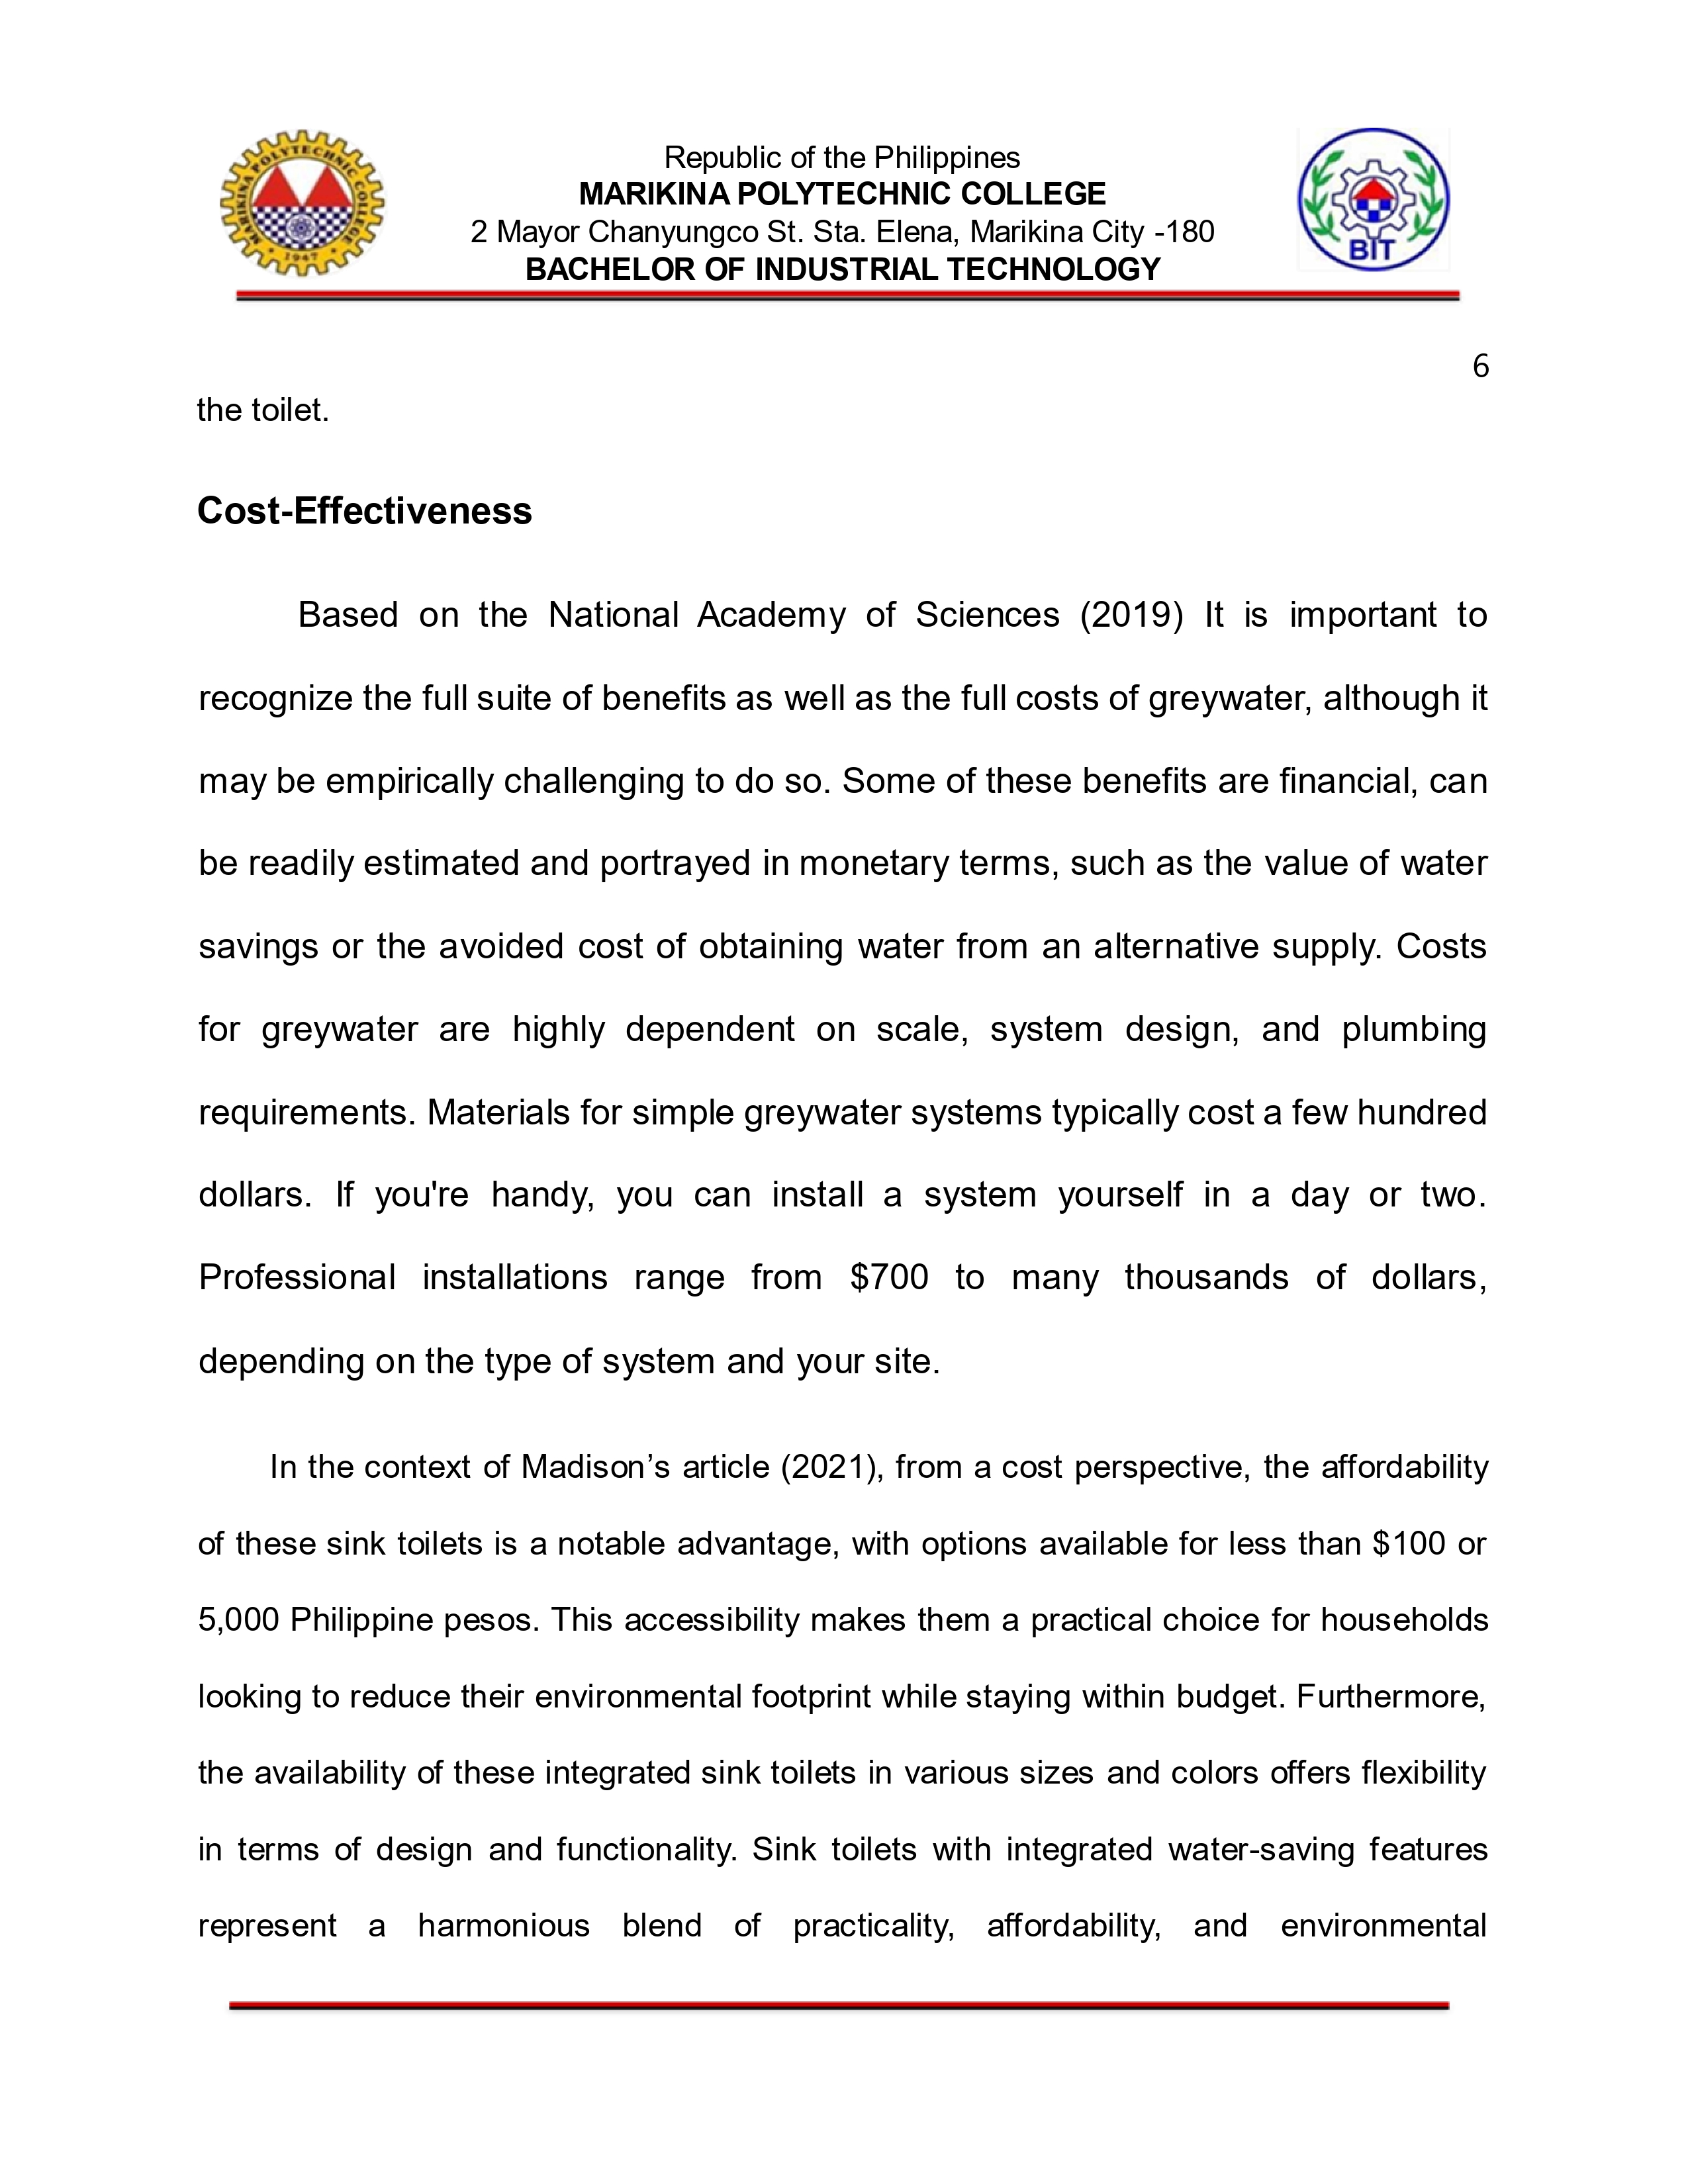 MARIKINA POLYTECHNIC COLLEGE
1947
Republic of the Philippines
MARIKINA POLYTECHNIC COLLEGE
2 Mayor Chanyungco St. Sta. Elena, Marikina City -180
BACHELOR OF INDUSTRIAL TECHNOLOGY
BIT
6
the toilet.
Cost-Effectiveness
Based on the National Academy of Sciences (2019) It is important to
recognize the full suite of benefits as well as the full costs of greywater, although it
may be empirically challenging to do so. Some of these benefits are financial, can
be readily estimated and portrayed in monetary terms, such as the value of water
savings or the avoided cost of obtaining water from an alternative supply. Costs
for greywater are highly dependent on scale, system design, and plumbing
requirements. Materials for simple greywater systems typically cost a few hundred
dollars. If you're handy, you can install a system yourself in a day or two.
Professional installations range from $700 to many thousands of dollars,
depending on the type of system and your site.
In the context of Madison’s article (2021), from a cost perspective, the affordability
of these sink toilets is a notable advantage, with options available for less than $100 or
5,000 Philippine pesos. This accessibility makes them a practical choice for households
looking to reduce their environmental footprint while staying within budget. Furthermore,
the availability of these integrated sink toilets in various sizes and colors offers flexibility
in terms of design and functionality. Sink toilets with integrated water-saving features
represent a harmonious blend of practicality, affordability, and environmental